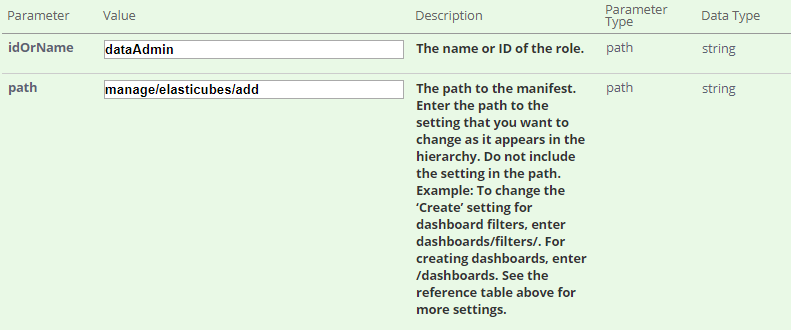 Parameter Value Description Parameter Type Data Type
idOrName dataAdmin The name or ID of the role. path string
path manage/elasticubes/add The path to the manifest. path string
Enter the path to the
setting that you want to
change as it appears in the
hierarchy. Do not include
the setting in the path.
Example: To change the
‘Create’ setting for
dashboard filters, enter
dashboards/filters/. For
creating dashboards, enter
/dashboards. See the
reference table above for
more settings.